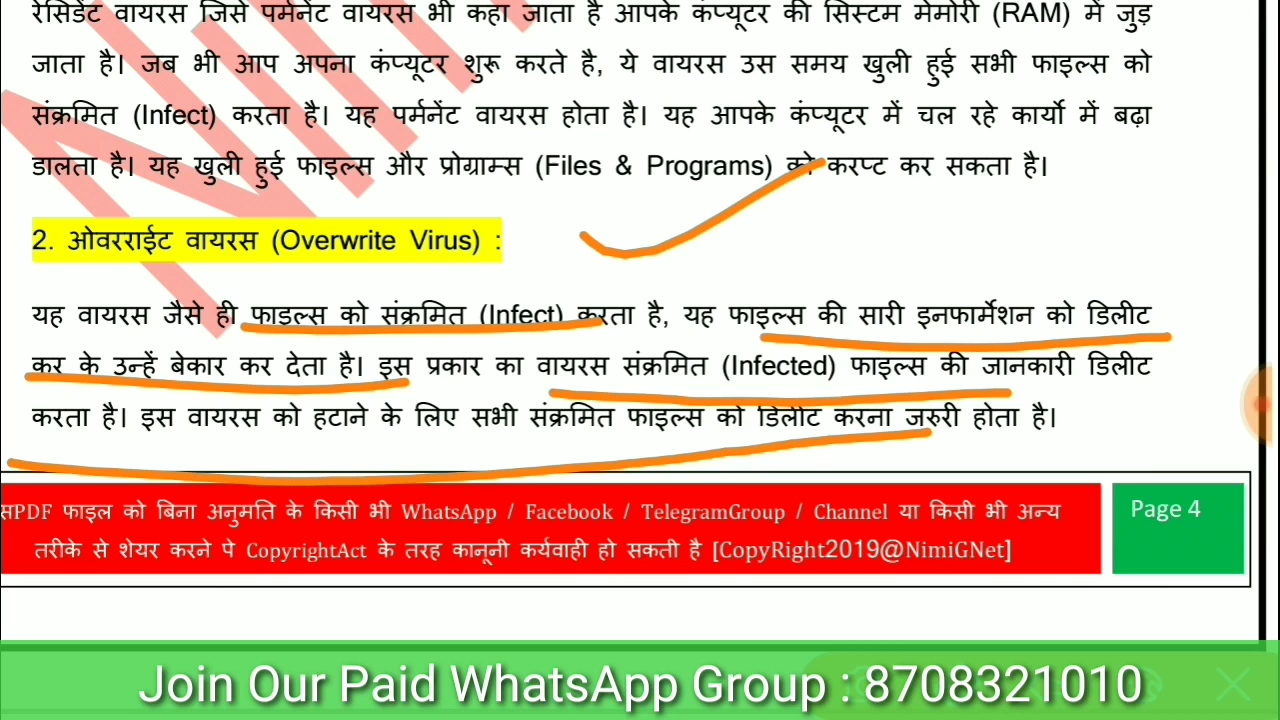 रेसिडेंट वायरस जिसे पर्मनेंट वायरस भी कहा जाता है आपके कंप्यूटर की सिस्टम मेमोरी (RAM) में जुड़
जाता है। जब भी आप अपना कंप्यूटर शुरू करते है, ये वायरस उस समय खुली हुई सभी फाइल्स को
संक्रमित (Infect) करता है। यह पर्मनेंट वायरस होता है। यह आपके कंप्यूटर में चल रहे कार्यो में बढ़ा
डालता है। यह खुली हुई फाइल्स और प्रोग्राम्स (Files & Programs) को करप्ट कर सकता है।
2. ओवरराईट वायरस (Overwrite Virus) :
यह वायरस जैसे ही फाइल्स को संक्रमित (Infect) करता है, यह फाइल्स की सारी इनफार्मेशन को डिलीट
कर के उन्हें बेकार कर देता है। इस प्रकार का वायरस संक्रमित (Infected) फाइल्स की जानकारी डिलीट
करता है। इस वायरस को हटाने के लिए सभी संक्रमित फाइल्स को डिलीट करना जरुरी होता है।
सPDF फाइल को बिना अनुमति के किसी भी WhatsApp / Facebook / TelegramGroup / Channel या किसी भी अन्य
तरीके से शेयर करने पे CopyrightAct के तरह कानूनी कर्यवाही हो सकती है [CopyRight2019@NimiGNet]
Page 4
Join Our Paid WhatsApp Group : 8708321010